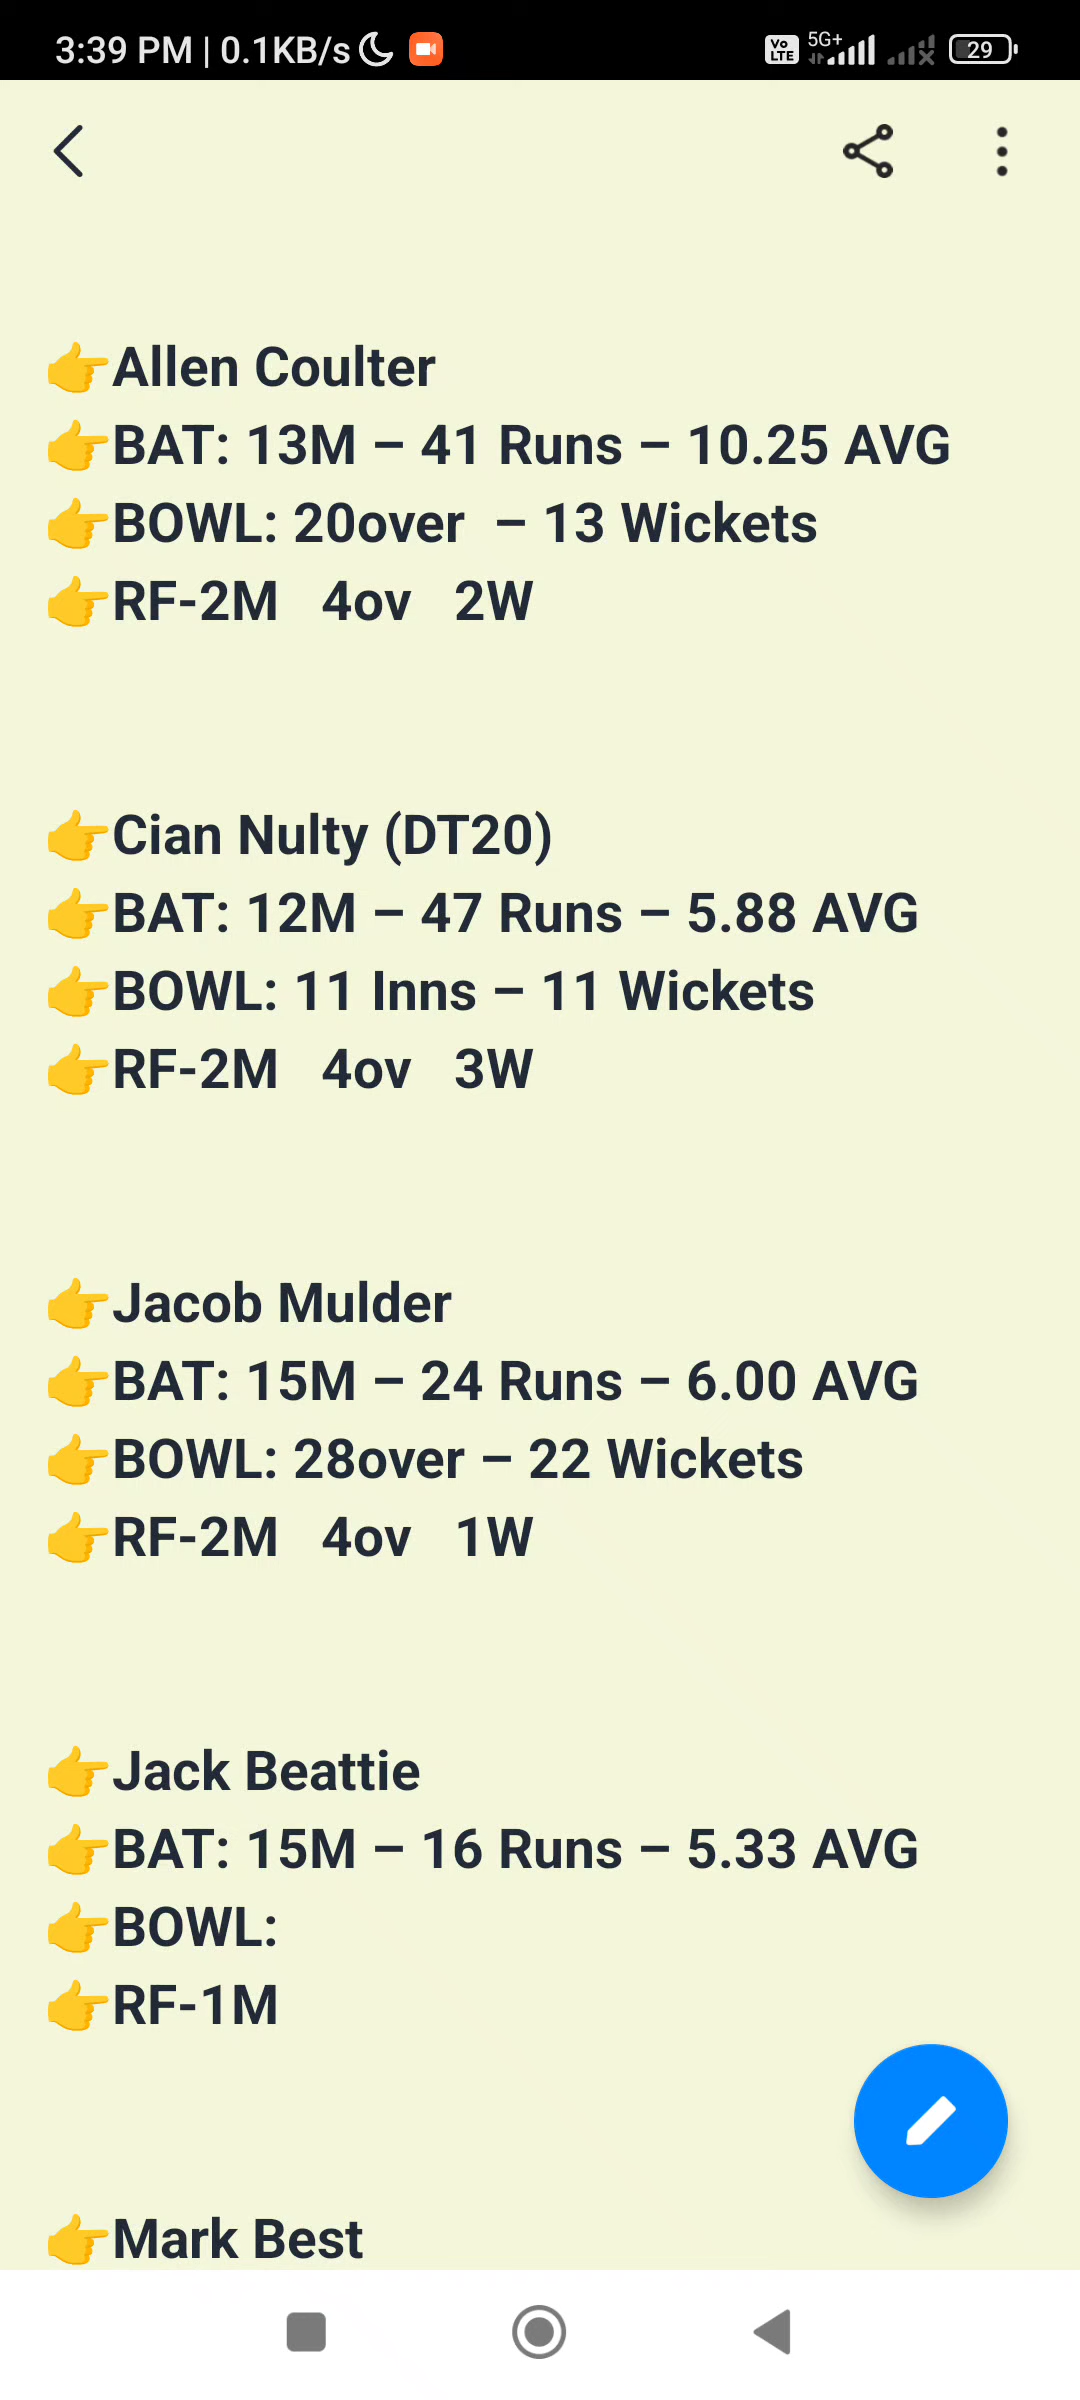 3:39 PM | 0.1KB/s
Vo LTE 5G+ 29
👉Allen Coulter
👉BAT: 13M – 41 Runs – 10.25 AVG
👉BOWL: 20over – 13 Wickets
👉RF-2M 4ov 2W
👉Cian Nulty (DT20)
👉BAT: 12M – 47 Runs – 5.88 AVG
👉BOWL: 11 Inns – 11 Wickets
👉RF-2M 4ov 3W
👉Jacob Mulder
👉BAT: 15M – 24 Runs – 6.00 AVG
👉BOWL: 28over – 22 Wickets
👉RF-2M 4ov 1W
👉Jack Beattie
👉BAT: 15M – 16 Runs – 5.33 AVG
👉BOWL:
👉RF-1M
👉Mark Best